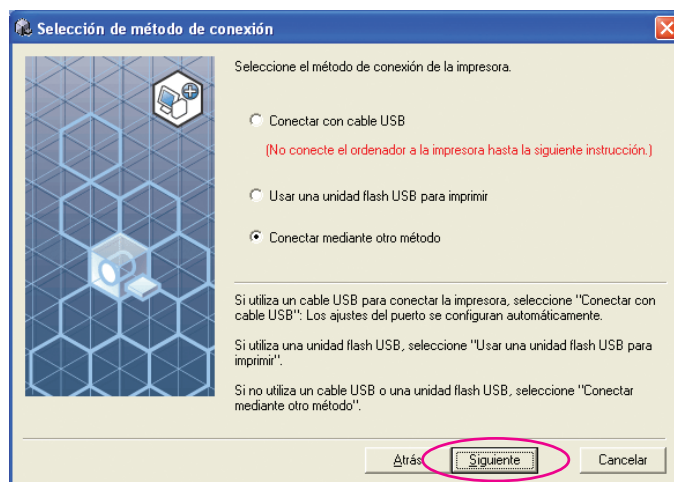 Selección de método de conexión
Seleccione el método de conexión de la impresora.
Conectar con cable USB
(No conecte el ordenador a la impresora hasta la siguiente instrucción.)
Usar una unidad flash USB para imprimir
Conectar mediante otro método
Si utiliza un cable USB para conectar la impresora, seleccione "Conectar con
cable USB": Los ajustes del puerto se configuran automáticamente.
Si utiliza una unidad flash USB, seleccione "Usar una unidad flash USB para
imprimir".
Si no utiliza un cable USB o una unidad flash USB, seleccione "Conectar
mediante otro método".
Atrás
Siguiente
Cancelar